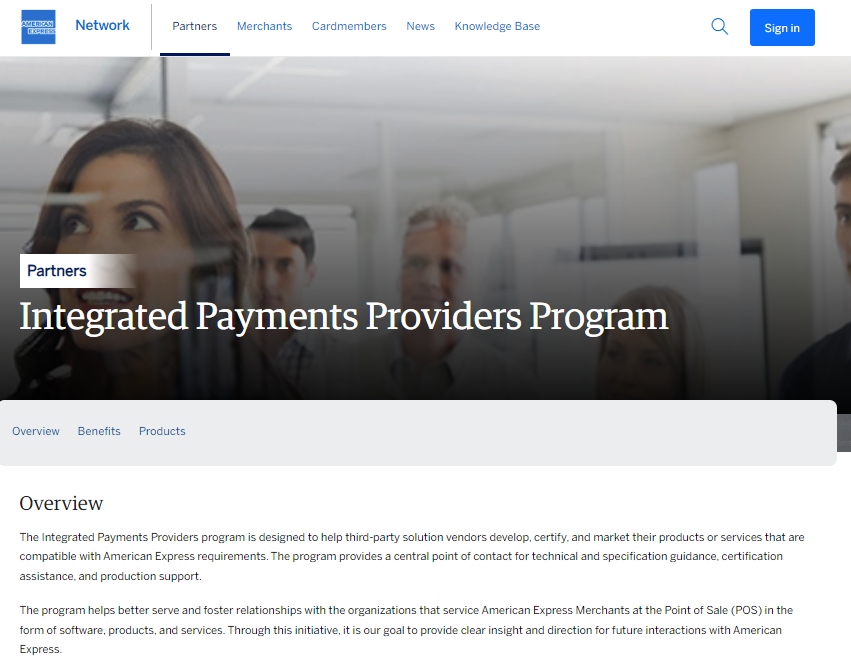 AMERICAN
EXPRESS
Network
Partners
Merchants
Cardmembers
News
Knowledge Base
Sign in
Partners
Integrated Payments Providers Program
Overview
Benefits
Products
Overview
The Integrated Payments Providers program is designed to help third-party solution vendors develop, certify, and market their products or services that are
compatible with American Express requirements. The program provides a central point of contact for technical and specification guidance, certification
assistance, and production support.
The program helps better serve and foster relationships with the organizations that service American Express Merchants at the Point of Sale (POS) in the
form of software, products, and services. Through this initiative, it is our goal to provide clear insight and direction for future interactions with American
Express.